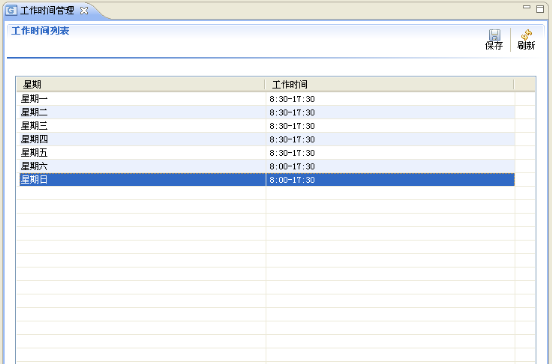 工作时间管理
工作时间列表
保存 刷新
星期 工作时间
星期一 8:30-17:30
星期二 8:30-17:30
星期三 8:30-17:30
星期四 8:30-17:30
星期五 8:30-17:30
星期六 8:00-17:30
星期日 8:00-17:30